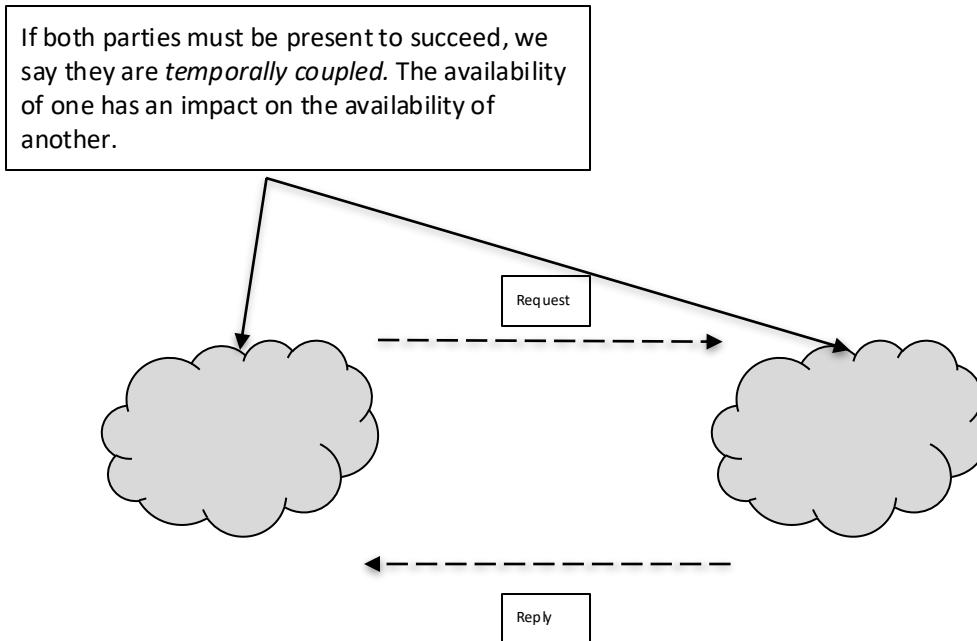 If both parties must be present to succeed, we
say they are temporally coupled. The availability
of one has an impact on the availability of
another.
Request
Reply